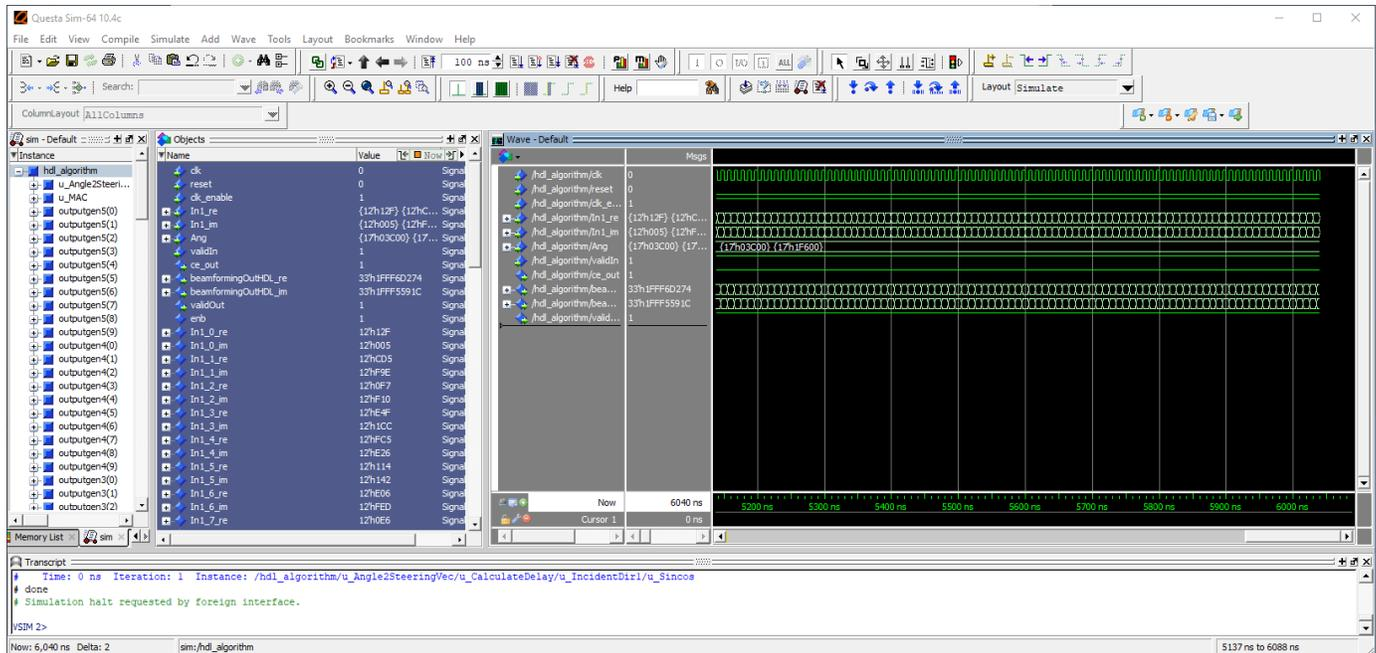 Questa Sim-64 10.4c
File Edit View Compile Simulate Add Wave Tools Layout Bookmarks Window Help
100 ns
Search:
Help
Layout Simulate
ColumnLayout AllColumns
sim - Default
Instance
hdl_algorithm
u_Angle2Steeri...
u_MAC
outputgen5(0)
outputgen5(1)
outputgen5(2)
outputgen5(3)
outputgen5(4)
outputgen5(5)
outputgen5(6)
outputgen5(7)
outputgen5(8)
outputgen5(9)
outputgen4(0)
outputgen4(1)
outputgen4(2)
outputgen4(3)
outputgen4(4)
outputgen4(5)
outputgen4(6)
outputgen4(7)
outputgen4(8)
outputgen4(9)
outputgen3(0)
outputgen3(1)
outputgen3(2)
Memory List sim
Objects
Name Value Now
clk 0 Signal
reset 0 Signal
clk_enable 1 Signal
In1_re {12'h12F} {12'hC... Signal
In1_im {12'h005} {12'hF... Signal
Ang {17'h03C00} {17'... Signal
validIn 1 Signal
ce_out 1 Signal
beamformingOutHDL_re 33'h1FFF6D274 Signal
beamformingOutHDL_im 33'h1FFF5591C Signal
validOut 1 Signal
enb 1 Signal
In1_0_re 12'h12F Signal
In1_0_im 12'h005 Signal
In1_1_re 12'hCD5 Signal
In1_1_im 12'hF9E Signal
In1_2_re 12'h0F7 Signal
In1_2_im 12'hF10 Signal
In1_3_re 12'hE4F Signal
In1_3_im 12'h1CC Signal
In1_4_re 12'hFC5 Signal
In1_4_im 12'hE26 Signal
In1_5_re 12'h114 Signal
In1_5_im 12'h142 Signal
In1_6_re 12'hE06 Signal
In1_6_im 12'hFED Signal
In1_7_re 12'h0E6 Signal
Wave - Default
Msgs
/hdl_algorithm/clk 0
/hdl_algorithm/reset 0
/hdl_algorithm/clk_e... 1
/hdl_algorithm/In1_re {12'h12F} {12'hC...
/hdl_algorithm/In1_im {12'h005} {12'hF...
/hdl_algorithm/Ang {17'h03C00} {17'... {17'h03C00} {17'h1F600}
/hdl_algorithm/validIn 1
/hdl_algorithm/ce_out 1
/hdl_algorithm/bea... 33'h1FFF6D274
/hdl_algorithm/bea... 33'h1FFF5591C
/hdl_algorithm/valid... 1
Now 6040 ns
Cursor 1 0 ns
5200 ns 5300 ns 5400 ns 5500 ns 5600 ns 5700 ns 5800 ns 5900 ns 6000 ns
Transcript
# Time: 0 ns Iteration: 1 Instance: /hdl_algorithm/u_Angle2SteeringVec/u_CalculateDelay/u_IncidentDir1/u_Sincos
# done
# Simulation halt requested by foreign interface.
VSIM 2>
Now: 6,040 ns Delta: 2 sim:/hdl_algorithm 5137 ns to 6088 ns